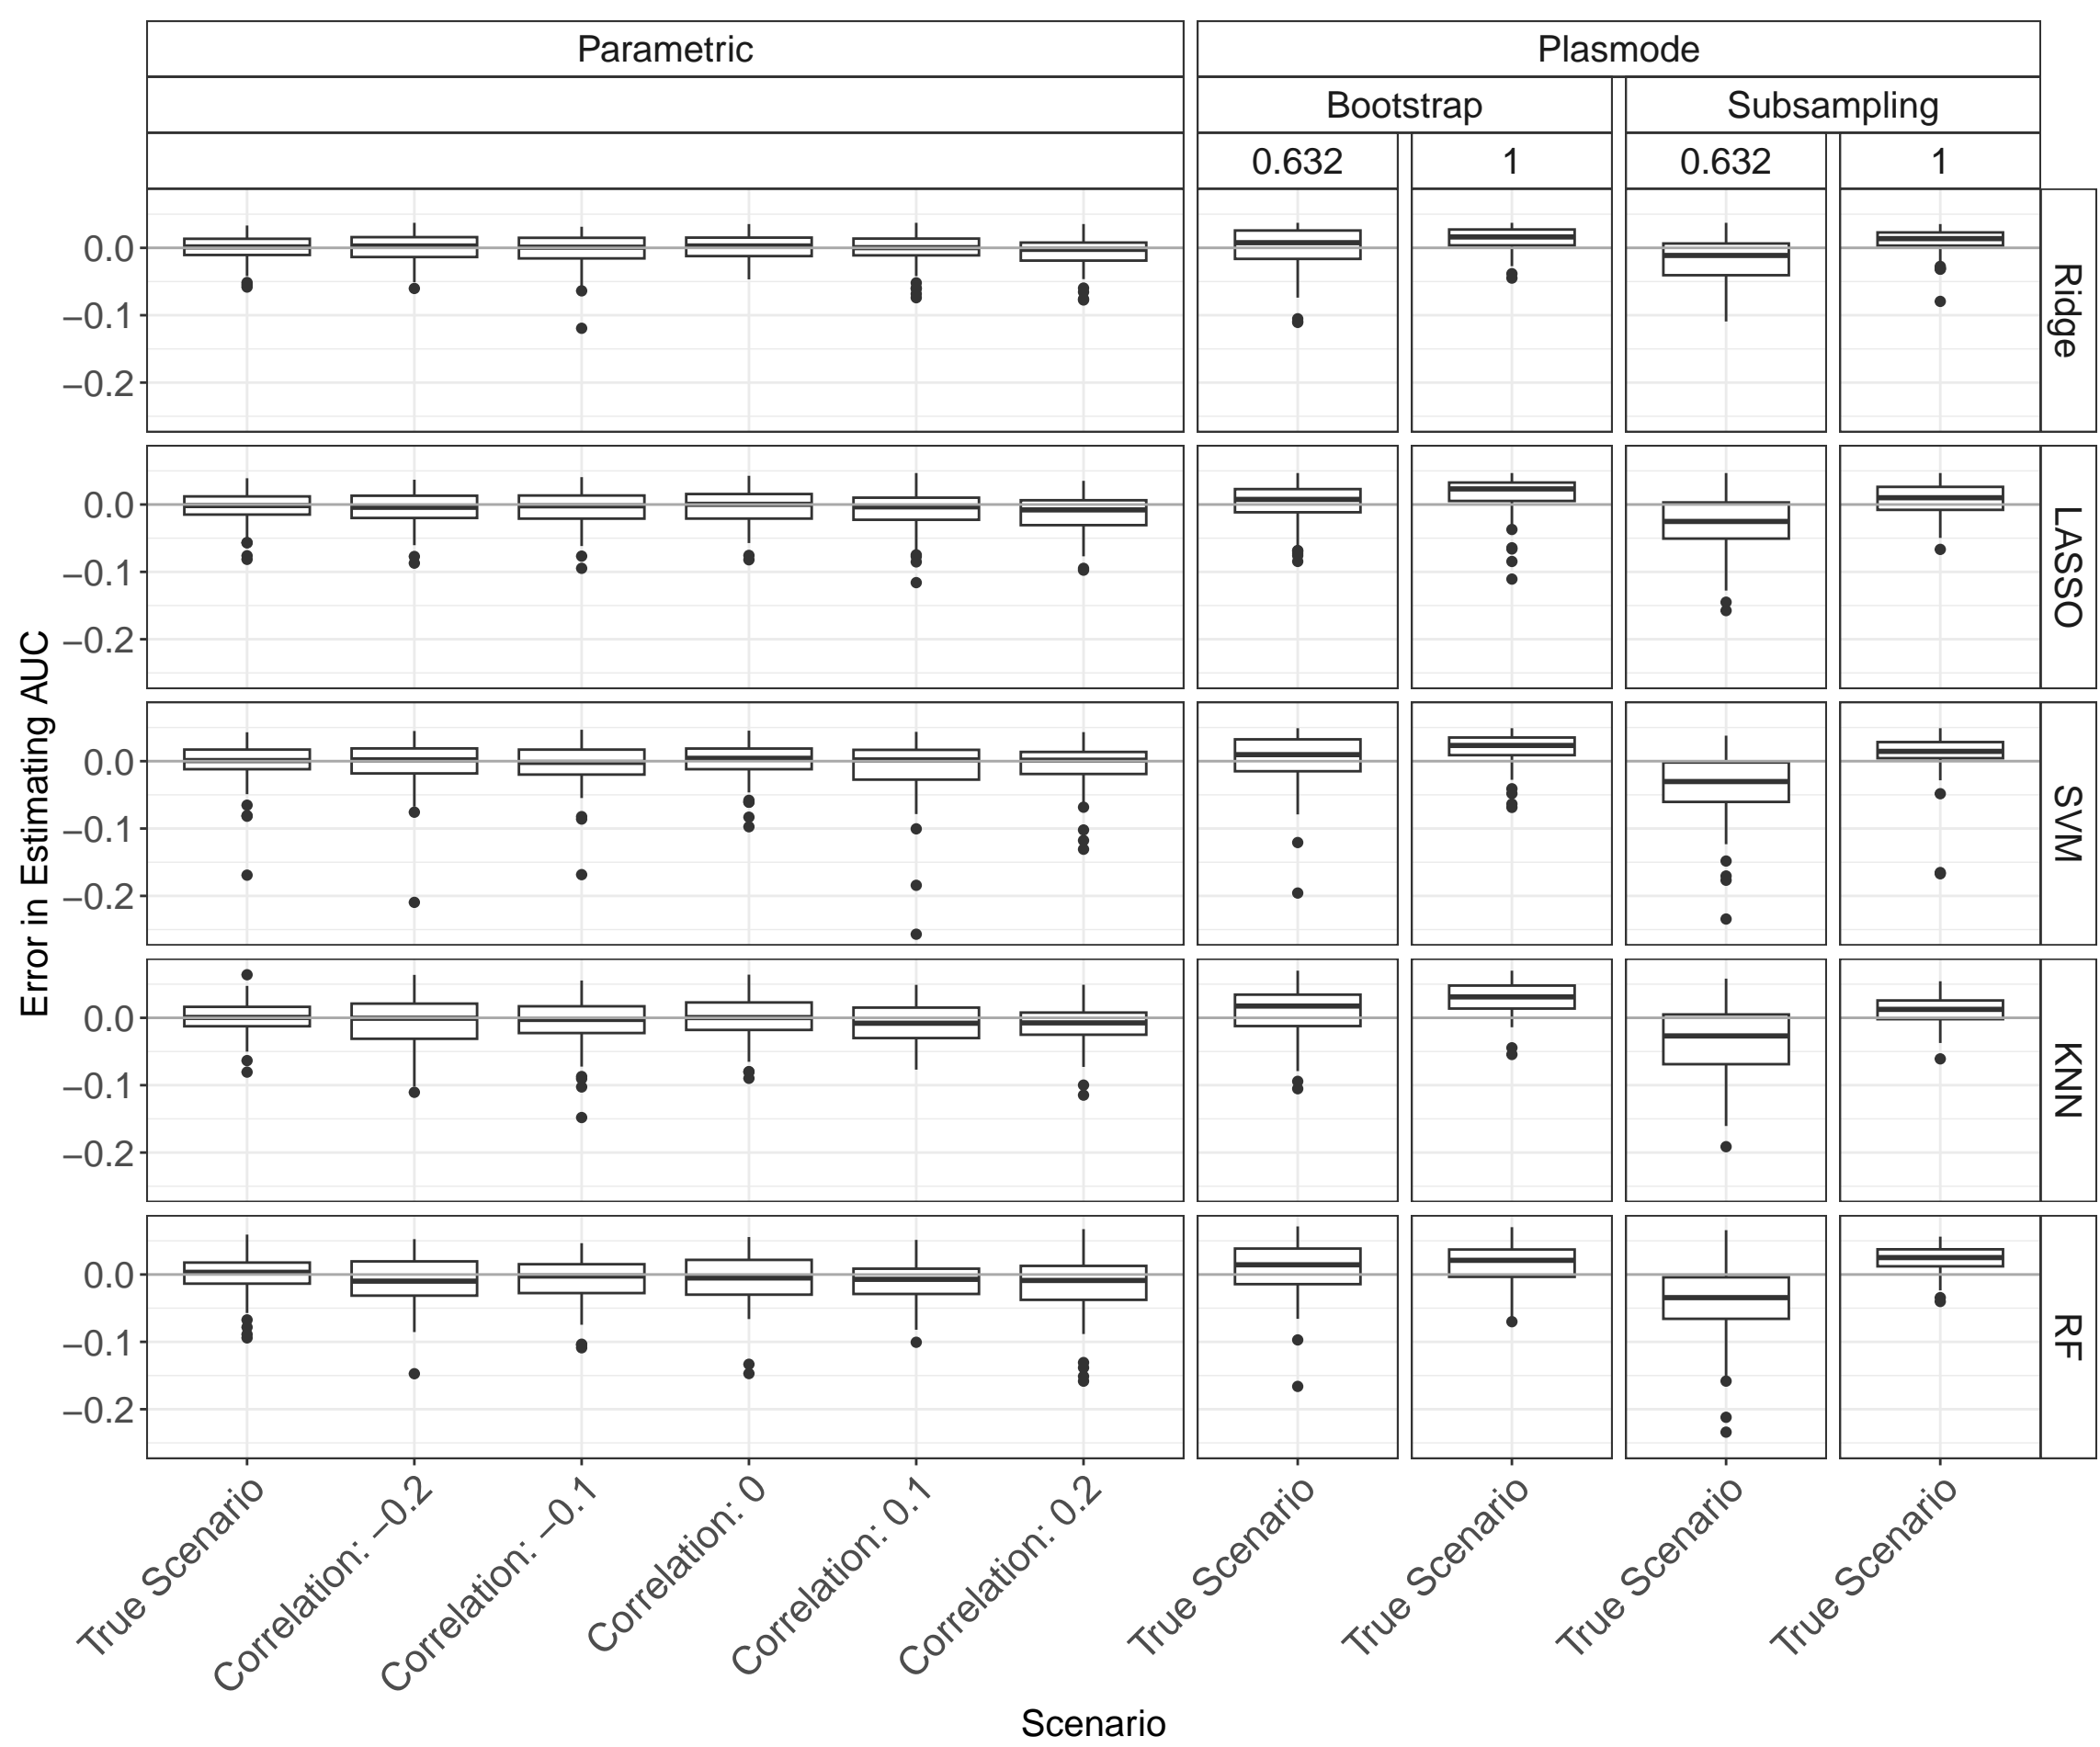 Parametric
Plasmode
Bootstrap
Subsampling
0.632
1
0.632
1
Error in Estimating AUC
0.0
−0.1
−0.2
Ridge
0.0
−0.1
−0.2
LASSO
0.0
−0.1
−0.2
SVM
0.0
−0.1
−0.2
KNN
0.0
−0.1
−0.2
RF
True Scenario
Correlation: −0.2
Correlation: −0.1
Correlation: 0
Correlation: 0.1
Correlation: 0.2
True Scenario
True Scenario
True Scenario
True Scenario
Scenario